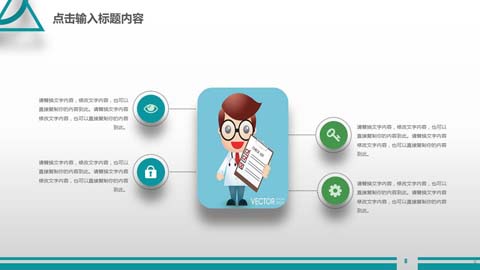 点击输入标题内容
请替换文字内容，修改文字内容，也可以
直接复制你的内容到此。请替换文字内容，
修改文字内容，也可以直接复制你的内容
到此。
请替换文字内容，修改文字内容，也可以
直接复制你的内容到此。请替换文字内容，
修改文字内容，也可以直接复制你的内容
到此。
VECTOR
请替换文字内容，修改文字内容，也可以
直接复制你的内容到此。请替换文字内容，
修改文字内容，也可以直接复制你的内容
到此。
请替换文字内容，修改文字内容，也可以
直接复制你的内容到此。请替换文字内容，
修改文字内容，也可以直接复制你的内容
到此。
8